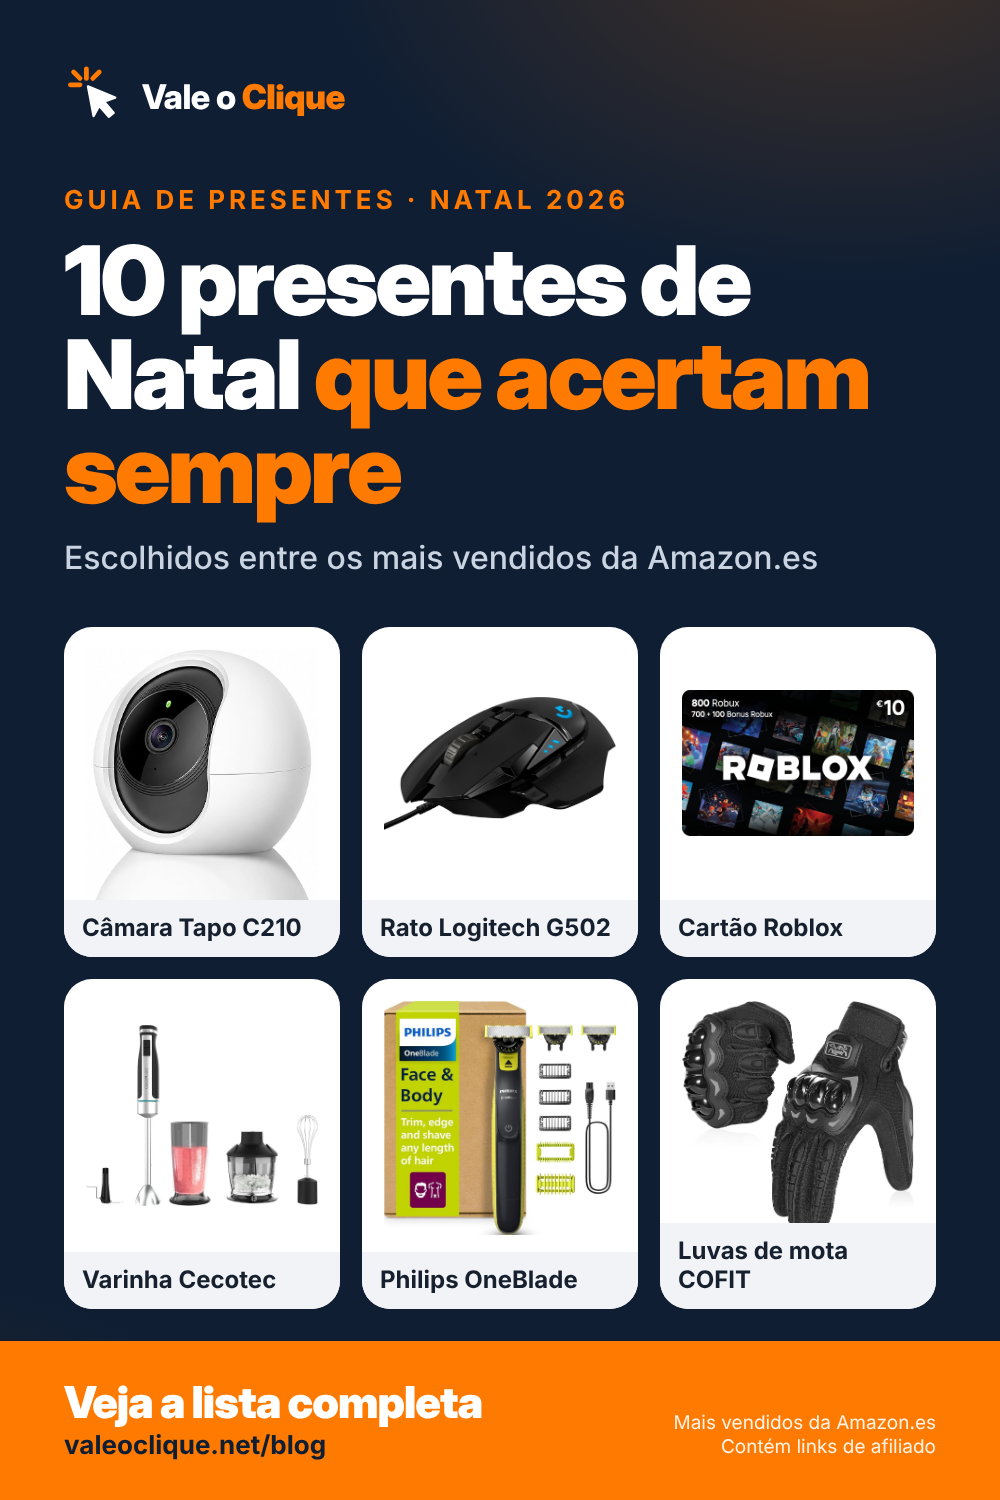 Vale o Clique
GUIA DE PRESENTES · NATAL 2026
10 presentes de
Natal que acertam
sempre
Escolhidos entre os mais vendidos da Amazon.es
800 Robux
700 + 100 Bonus Robux
€10
ROBLOX
Câmara Tapo C210
Rato Logitech G502
Cartão Roblox
PHILIPS
OneBlade
Face &
Body
Trim, edge
and shave
any length
of hair
Varinha Cecotec
Philips OneBlade
Luvas de mota
COFIT
Veja a lista completa
valeoclique.net/blog
Mais vendidos da Amazon.es
Contém links de afiliado